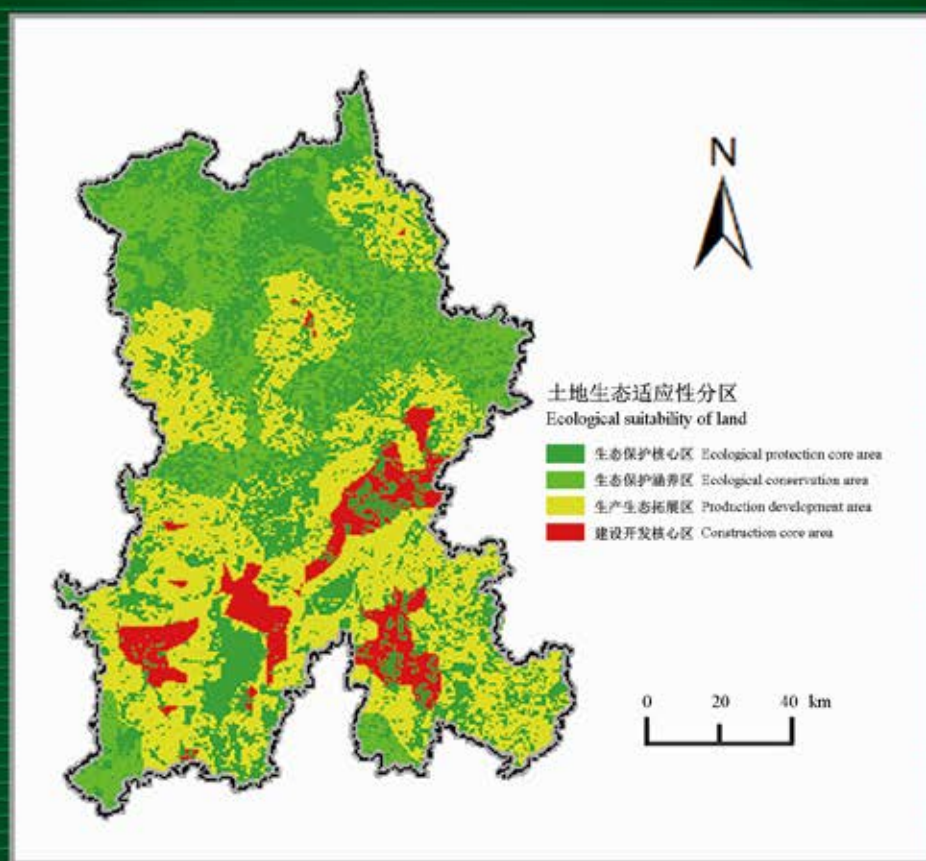 N
土地生态适应性分区
Ecological suitability of land
生态保护核心区 Ecological protection core area
生态保护涵养区 Ecological conservation area
生产生态拓展区 Production development area
建设开发核心区 Construction core area
0 20 40 km